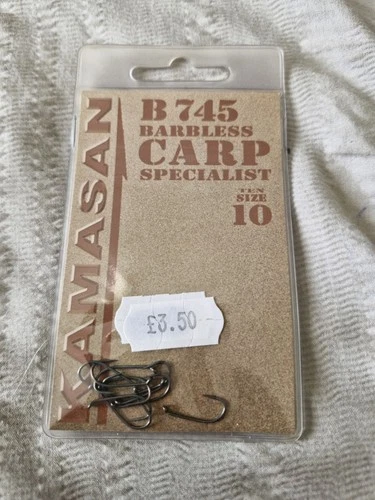 B 745
BARBLESS
CARP
SPECIALIST
TEN
SIZE
10
KAMASAN
£3.50